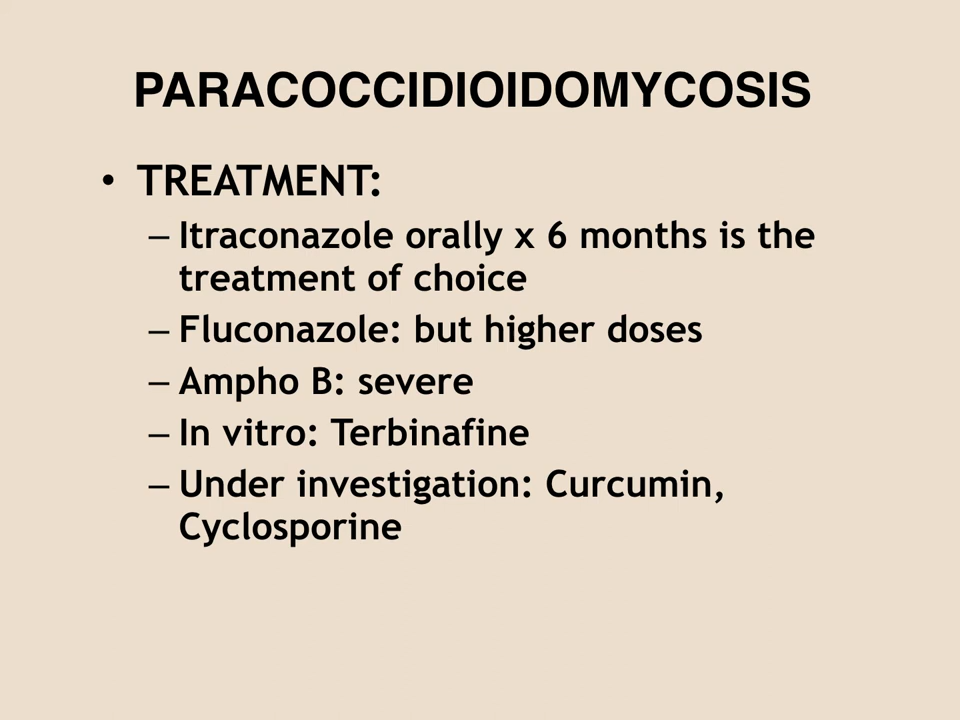 PARACOCCIDIOIDOMYCOSIS
• TREATMENT:
– Itraconazole orally x 6 months is the
treatment of choice
– Fluconazole: but higher doses
– Ampho B: severe
– In vitro: Terbinafine
– Under investigation: Curcumin,
Cyclosporine